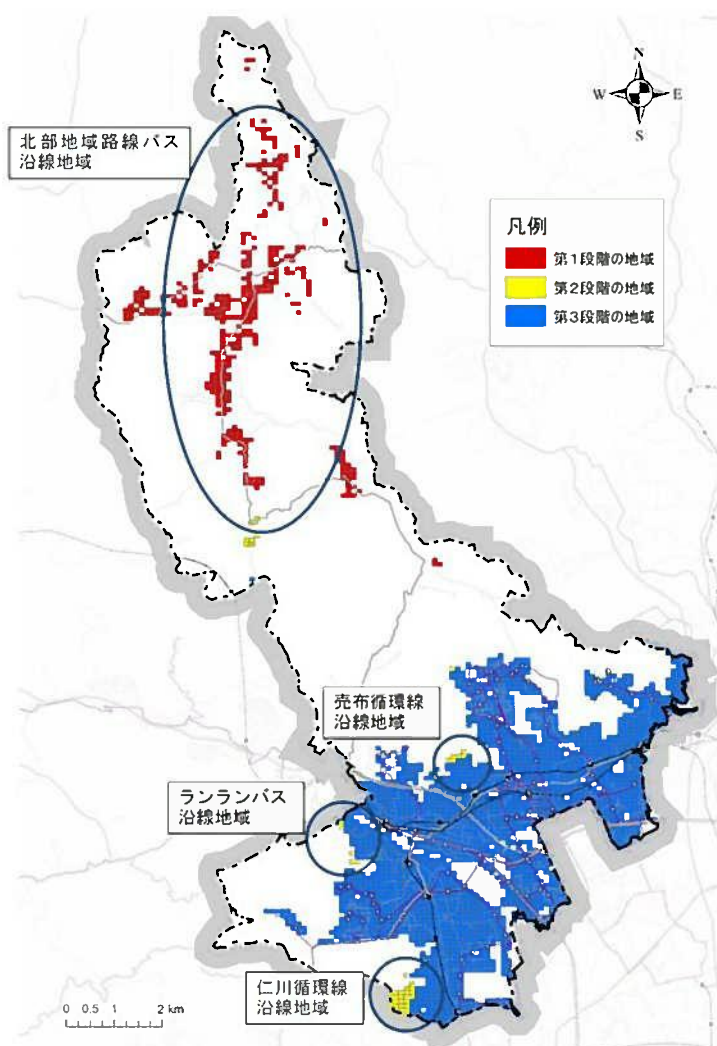 N
W E
S
北部地域路線バス
沿線地域
凡例
第1段階の地域
第2段階の地域
第3段階の地域
売布循環線
沿線地域
ランランバス
沿線地域
仁川循環線
沿線地域
0 0.5 1 2 km